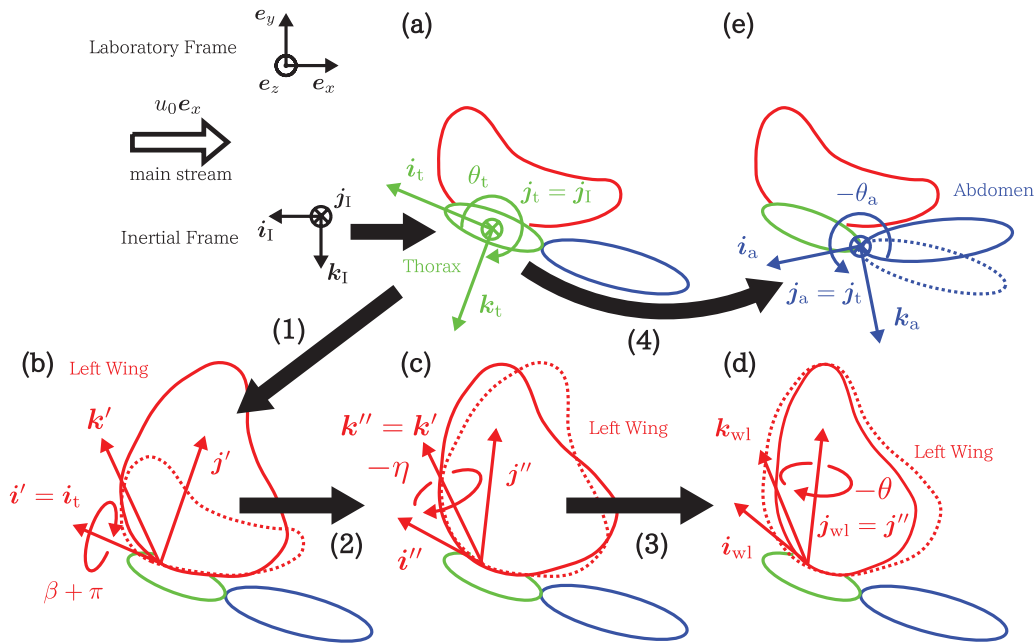 (a)
(e)
e_y
Laboratory Frame
e_z
e_x
u_0 e_x
main stream
i_t
θ_t
j_t = j_I
−θ_a
Abdomen
j_I
i_I
Inertial Frame
k_I
Thorax
i_a
j_a = j_t
k_t
k_a
(1)
(4)
(b)
Left Wing
(c)
(d)
k′
j′
i′ = i_t
β + π
(2)
k″ = k′
−η
j″
i″
Left Wing
(3)
k_wl
Left Wing
−θ
j_wl = j″
i_wl